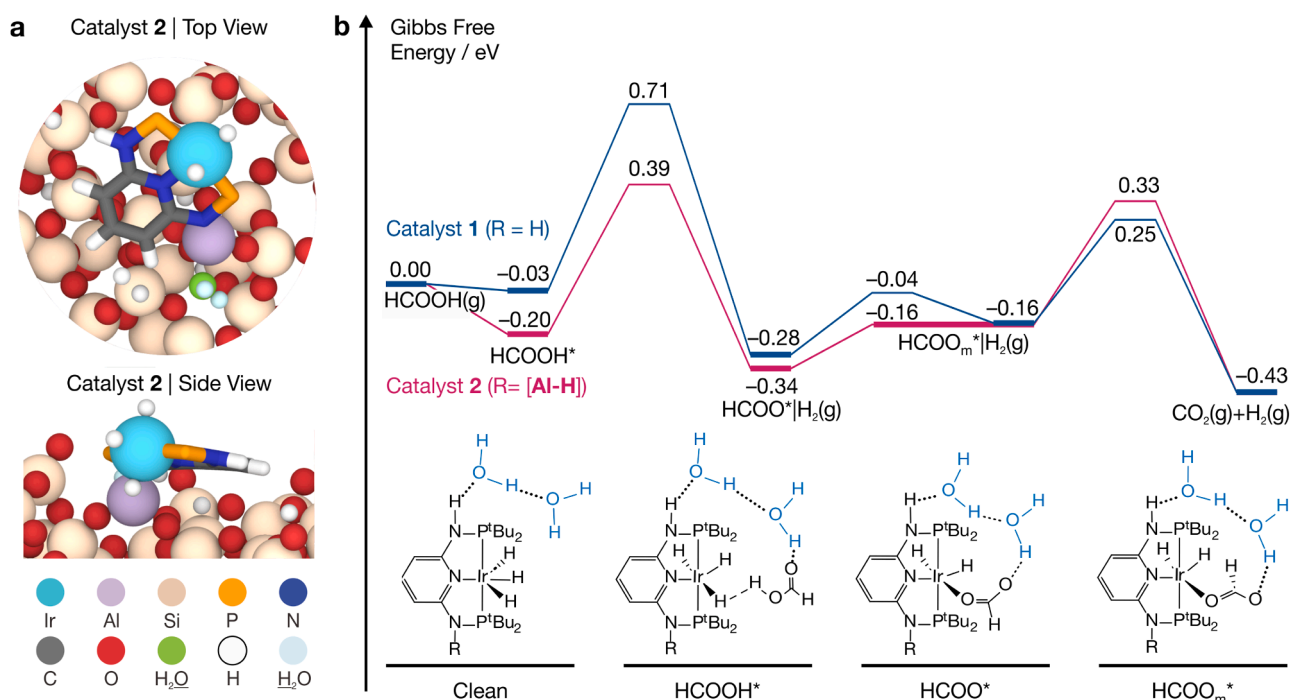 a
Catalyst 2 | Top View
Catalyst 2 | Side View
Ir Al Si P N
C O H₂O H H₂O
b
Gibbs Free
Energy / eV
0.71
0.39
0.33
0.25
Catalyst 1 (R = H)
0.00
−0.03
−0.04
HCOOH(g)
−0.20
−0.16
−0.16
HCOOH*
−0.28
HCOOm*|H₂(g)
Catalyst 2 (R= [Al-H])
−0.34
−0.43
HCOO*|H₂(g)
CO₂(g)+H₂(g)
H
O H O H
H
H
N PᵗBu₂
H
N Ir H
H
N PᵗBu₂
R
Clean
H
O H H
O
H H
N PᵗBu₂
H H O
N Ir H
H O H
N PᵗBu₂
R
HCOOH*
H
O H
H H O
N PᵗBu₂ H
H
N Ir H O
O
H
N PᵗBu₂
R
HCOO*
H
O H
H H O
N PᵗBu₂ H
H H H
N Ir
O O
N PᵗBu₂
R
HCOOm*